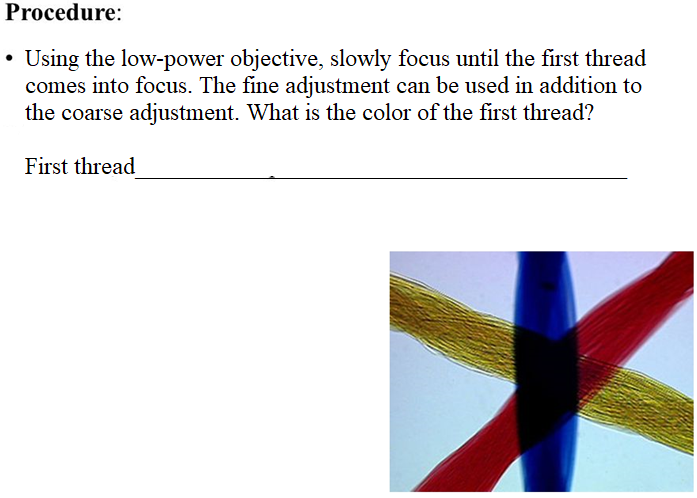 Procedure:
• Using the low-power objective, slowly focus until the first thread
comes into focus. The fine adjustment can be used in addition to
the coarse adjustment. What is the color of the first thread?
First thread_______________________________________